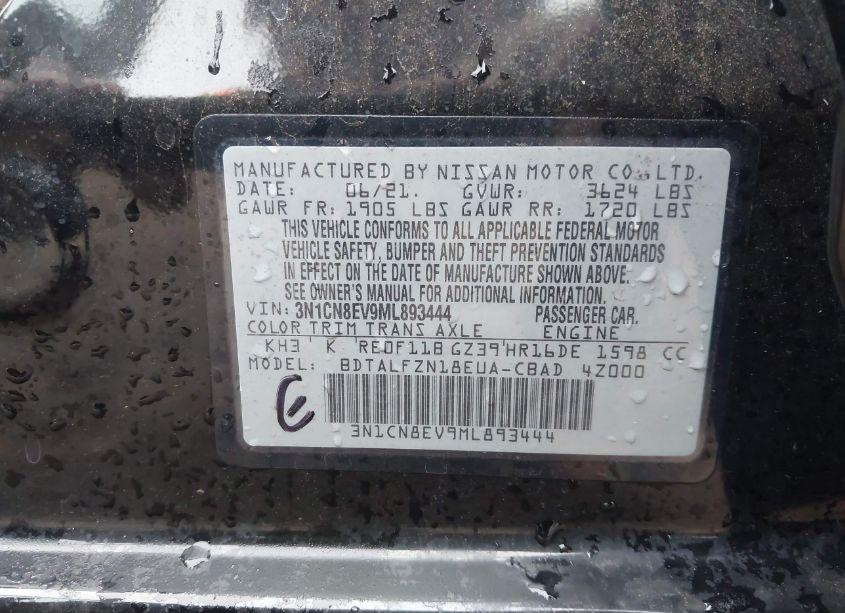 MANUFACTURED BY NISSAN MOTOR CO., LTD.
DATE: 06/21. GVWR: 3624 LBS
GAWR FR: 1905 LBS GAWR RR: 1720 LBS
THIS VEHICLE CONFORMS TO ALL APPLICABLE FEDERAL MOTOR
VEHICLE SAFETY, BUMPER AND THEFT PREVENTION STANDARDS
IN EFFECT ON THE DATE OF MANUFACTURE SHOWN ABOVE.
SEE OWNER'S MANUAL FOR ADDITIONAL INFORMATION.
VIN: 3N1CN8EV9ML893444 PASSENGER CAR.
COLOR TRIM TRANS AXLE ENGINE
KH3' K 'RE0F11B GZ39'HR16DE 1598 CC
MODEL: BDTALFZN18EUA-CBAD 4Z000
3N1CN8EV9ML893444